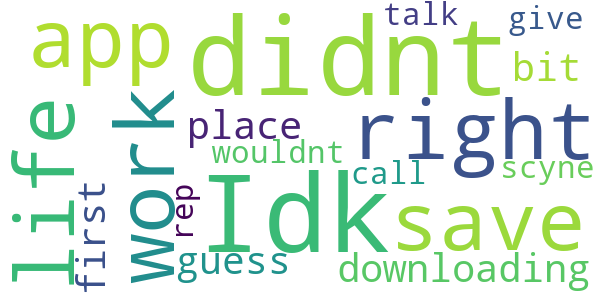 talk
give
app
didnt
bit
life
work
place
right
wouldnt
call
scyne
first
rep
Idk
save
guess
downloading